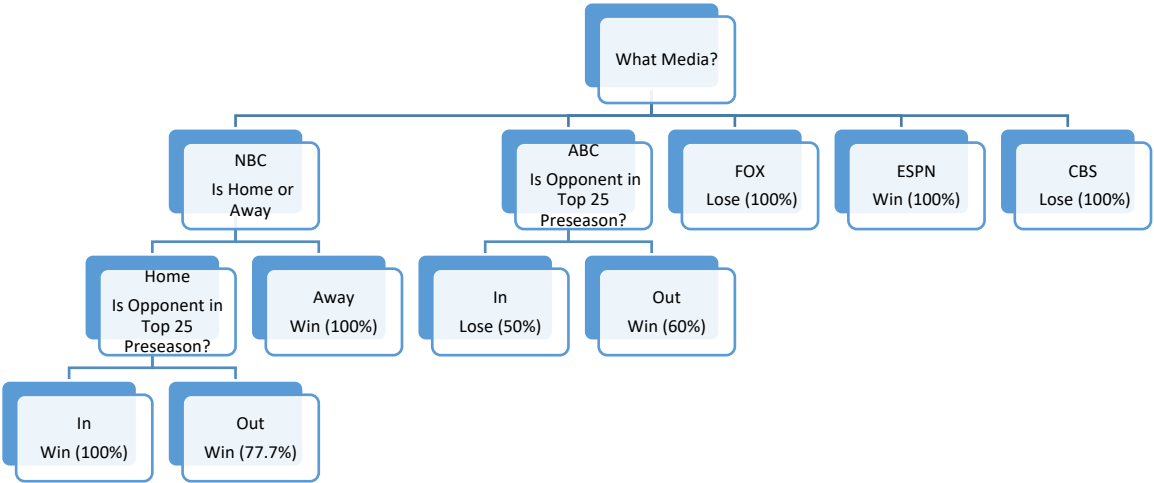 What Media?
NBC
Is Home or
Away
ABC
Is Opponent in
Top 25
Preseason?
FOX
Lose (100%)
ESPN
Win (100%)
CBS
Lose (100%)
Home
Is Opponent in
Top 25
Preseason?
Away
Win (100%)
In
Lose (50%)
Out
Win (60%)
In
Win (100%)
Out
Win (77.7%)